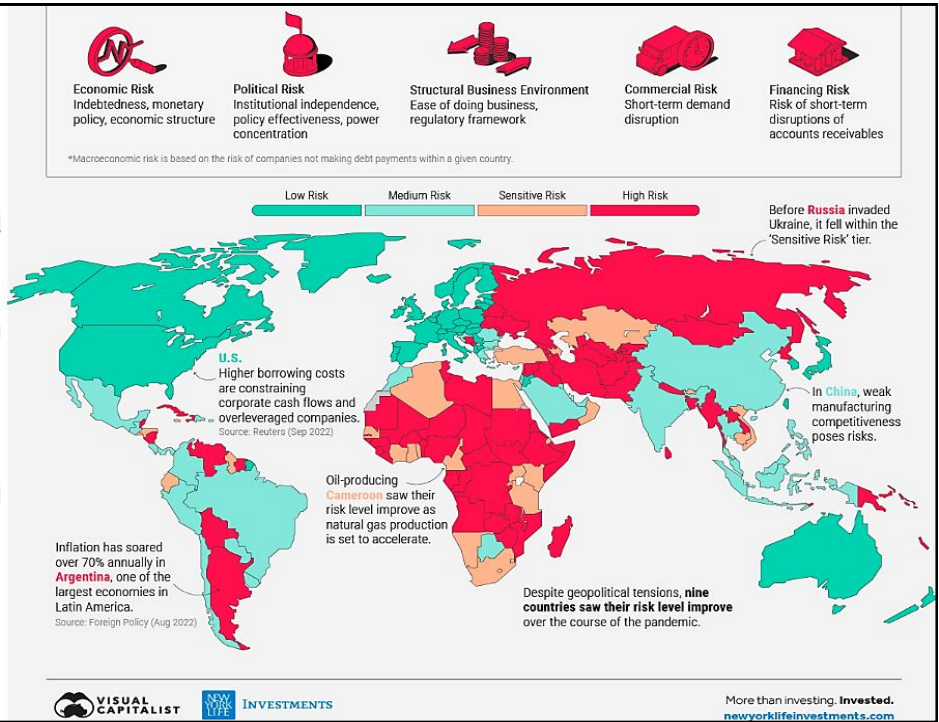 Economic Risk
Indebtedness, monetary
policy, economic structure
Political Risk
Institutional independence,
policy effectiveness, power
concentration
Structural Business Environment
Ease of doing business,
regulatory framework
Commercial Risk
Short-term demand
disruption
Financing Risk
Risk of short-term
disruptions of
accounts receivables
*Macroeconomic risk is based on the risk of companies not making debt payments within a given country.
Low Risk
Medium Risk
Sensitive Risk
High Risk
Before Russia invaded
Ukraine, it fell within the
'Sensitive Risk' tier.
U.S.
Higher borrowing costs
are constraining
corporate cash flows and
overleveraged companies.
Source: Reuters (Sep 2022)
In China, weak
manufacturing
competitiveness
poses risks.
Oil-producing
Cameroon saw their
risk level improve as
natural gas production
is set to accelerate.
Inflation has soared
over 70% annually in
Argentina, one of the
largest economies in
Latin America.
Source: Foreign Policy (Aug 2022)
Despite geopolitical tensions, nine
countries saw their risk level improve
over the course of the pandemic.
VISUAL
CAPITALIST
NEW
YORK
LIFE
INVESTMENTS
More than investing. Invested.
newyorklifeinvestments.com